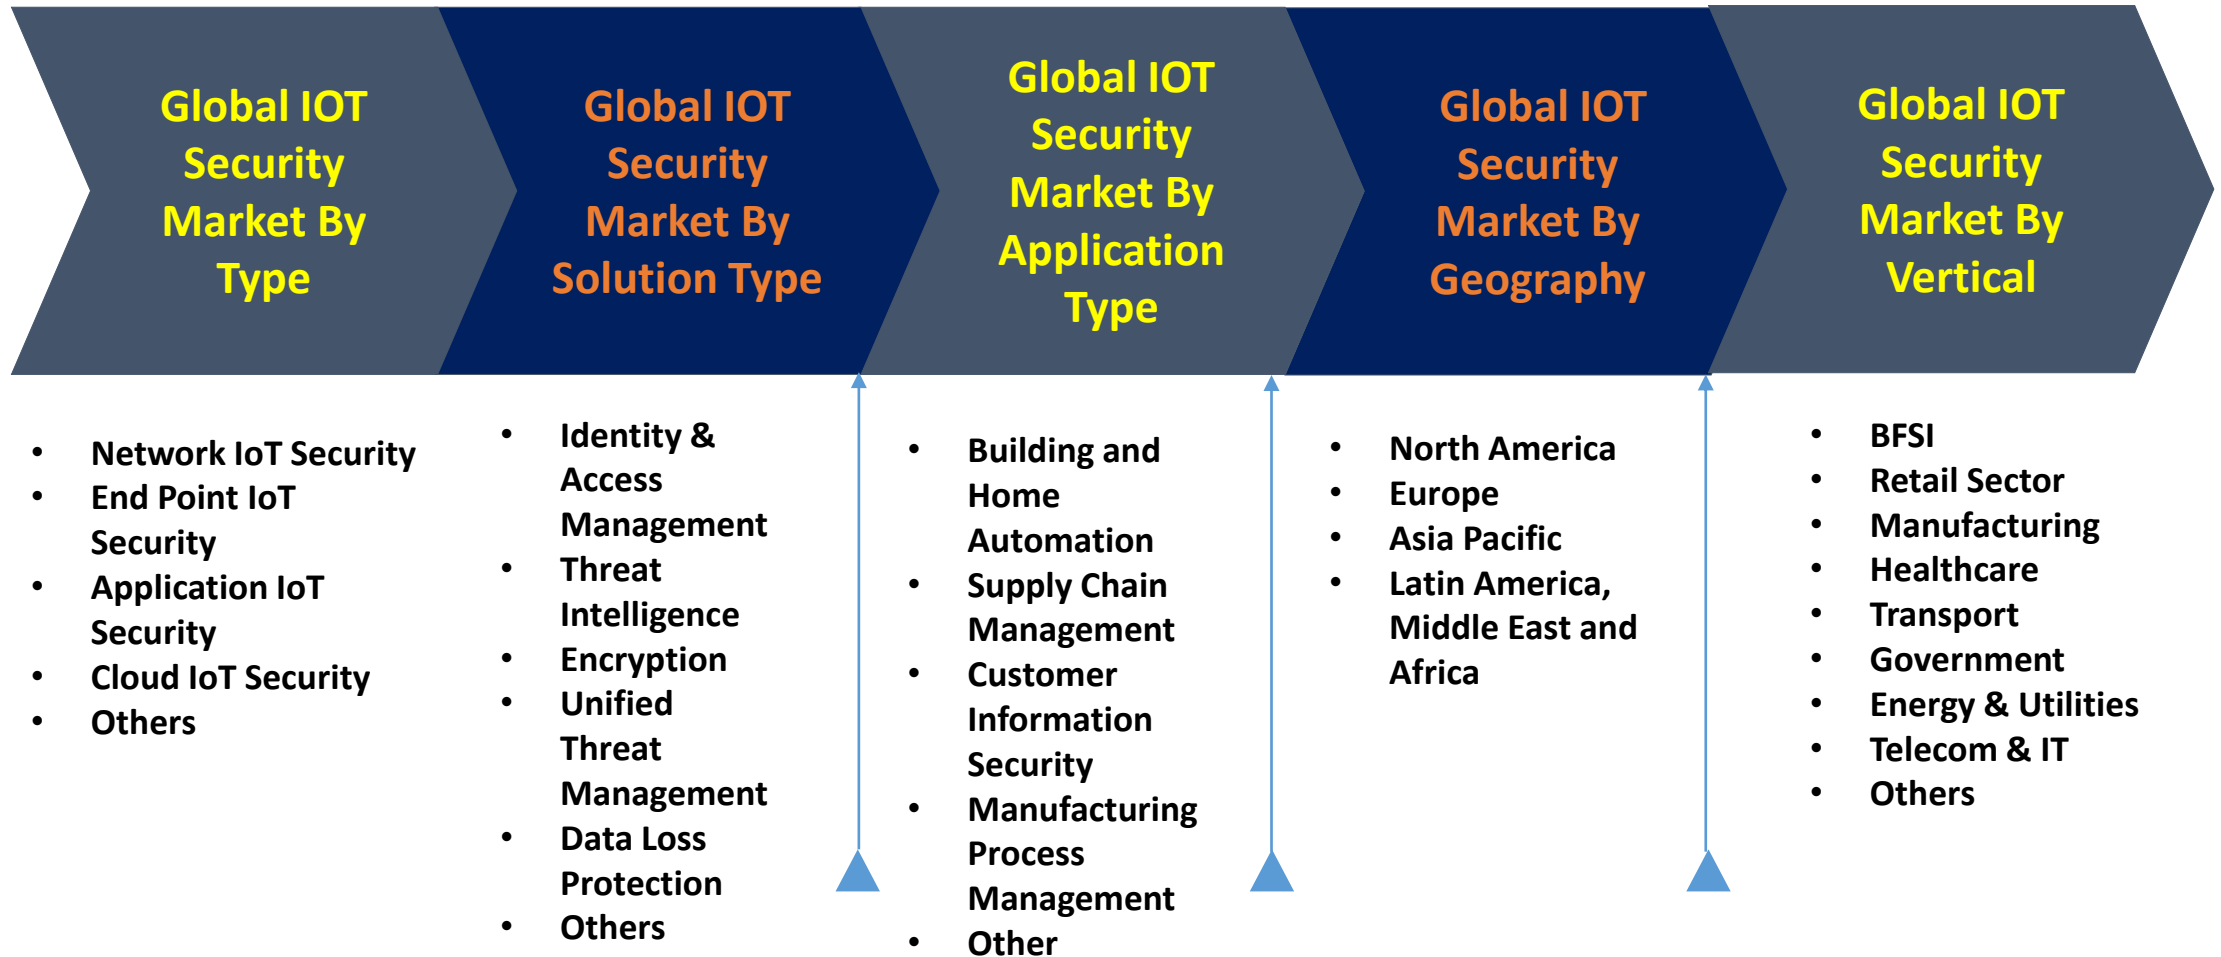 Global IOT
Security
Market By
Type
Global IOT
Security
Market By
Solution Type
Global IOT
Security
Market By
Application
Type
Global IOT
Security
Market By
Geography
Global IOT
Security
Market By
Vertical
• Network IoT Security
• End Point IoT
Security
• Application IoT
Security
• Cloud IoT Security
• Others
• Identity &
Access
Management
• Threat
Intelligence
• Encryption
• Unified
Threat
Management
• Data Loss
Protection
• Others
• Building and
Home
Automation
• Supply Chain
Management
• Customer
Information
Security
• Manufacturing
Process
Management
• Other
• North America
• Europe
• Asia Pacific
• Latin America,
Middle East and
Africa
• BFSI
• Retail Sector
• Manufacturing
• Healthcare
• Transport
• Government
• Energy & Utilities
• Telecom & IT
• Others